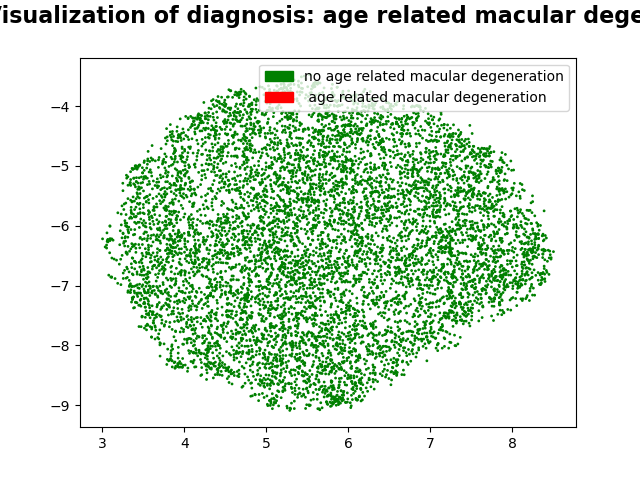 Visualization of diagnosis: age related macular dege
no age related macular degeneration
age related macular degeneration
−4
−5
−6
−7
−8
−9
3 4 5 6 7 8